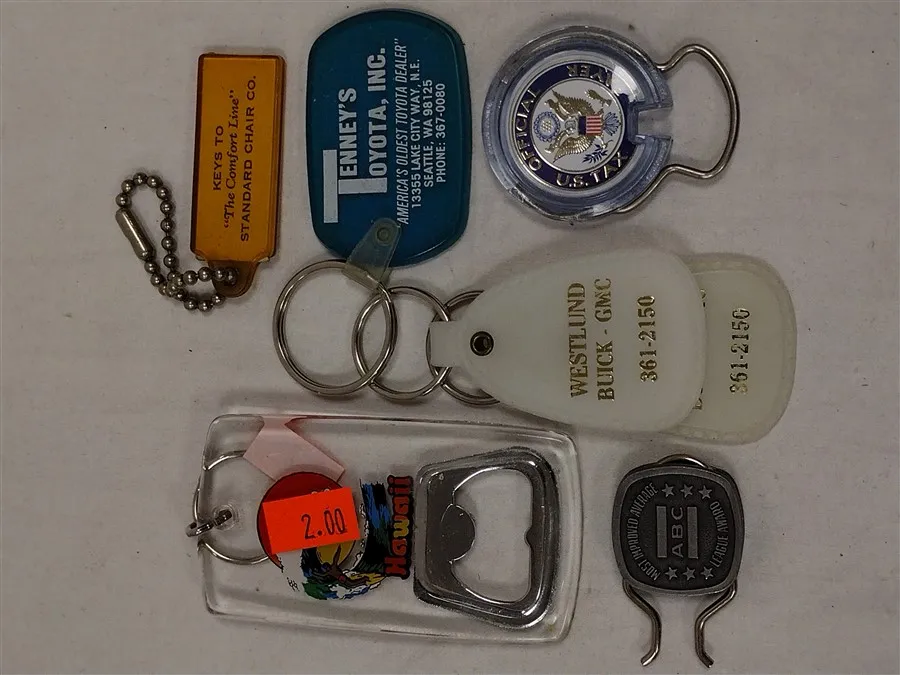 KEYS TO
"The Comfort Line"
STANDARD CHAIR CO.
TENNEY'S
TOYOTA, INC.
AMERICA'S OLDEST TOYOTA DEALER"
13355 LAKE CITY WAY, N.E.
SEATTLE, WA 98125
PHONE: 367-0080
OFFICIAL
U.S. TAX
WESTLUND
BUICK - GMC
361-2150
361-2150
2.00
Hawaii
MOST IMPROVED AVERAGE
ABC
LEAGUE AWARD